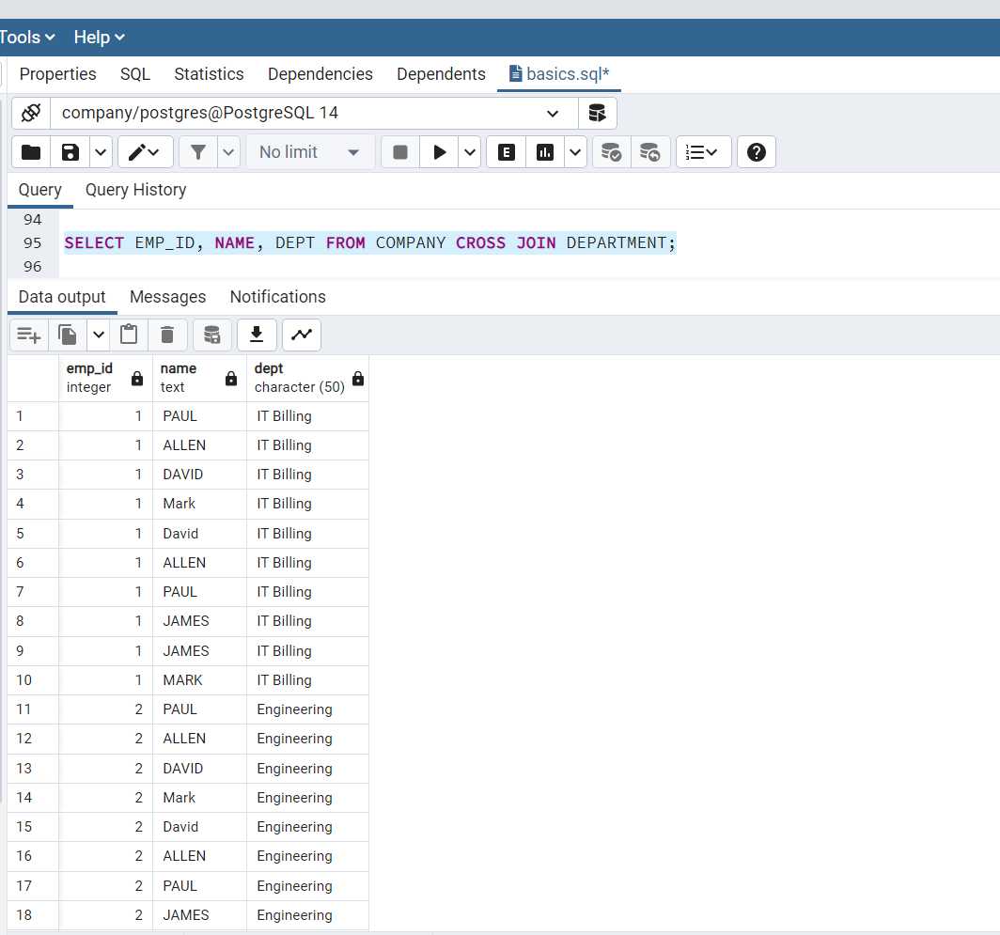 Tools Help
Properties SQL Statistics Dependencies Dependents basics.sql*
company/postgres@PostgreSQL 14
No limit E
Query Query History
94
95 SELECT EMP_ID, NAME, DEPT FROM COMPANY CROSS JOIN DEPARTMENT;
96
Data output Messages Notifications
emp_id name dept
integer text character (50)
1 1 PAUL IT Billing
2 1 ALLEN IT Billing
3 1 DAVID IT Billing
4 1 Mark IT Billing
5 1 David IT Billing
6 1 ALLEN IT Billing
7 1 PAUL IT Billing
8 1 JAMES IT Billing
9 1 JAMES IT Billing
10 1 MARK IT Billing
11 2 PAUL Engineering
12 2 ALLEN Engineering
13 2 DAVID Engineering
14 2 Mark Engineering
15 2 David Engineering
16 2 ALLEN Engineering
17 2 PAUL Engineering
18 2 JAMES Engineering